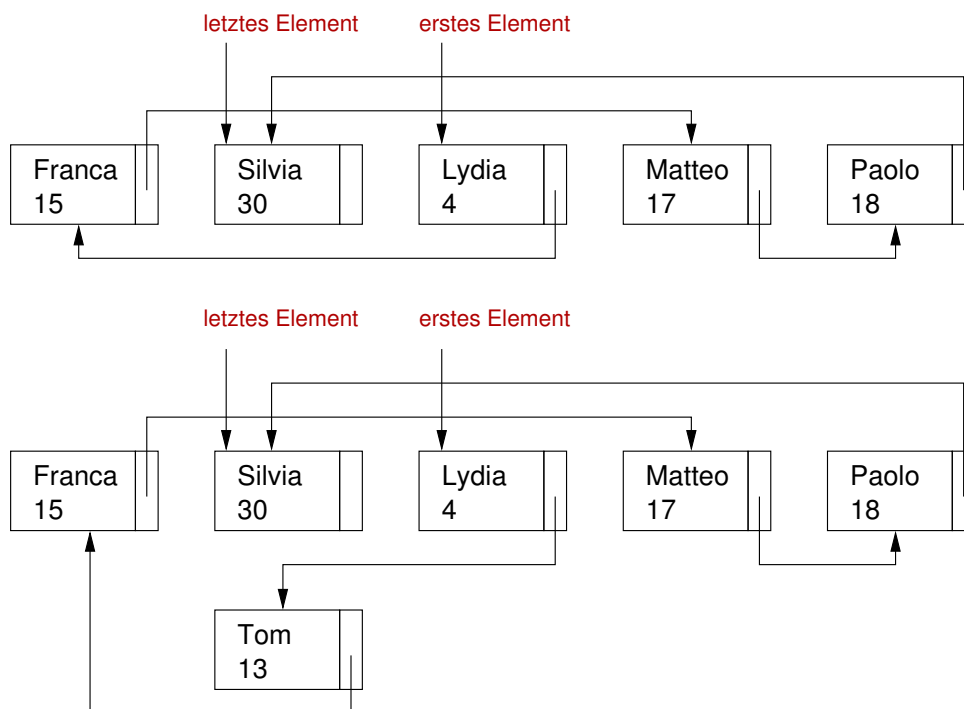 letztes Element erstes Element
Franca Silvia Lydia Matteo Paolo
15 30 4 17 18
letztes Element erstes Element
Franca Silvia Lydia Matteo Paolo
15 30 4 17 18
Tom
13